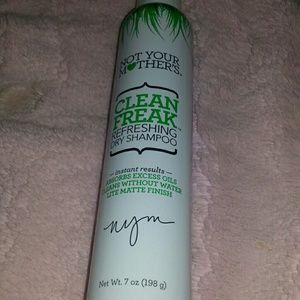 NOT YOUR
MOTHER'S.
CLEAN
FREAK™
REFRESHING
DRY SHAMPOO
— instant results —
ABSORBS EXCESS OILS
CLEANS WITHOUT WATER
LITE MATTE FINISH
nym
Net Wt. 7 oz (198 g)